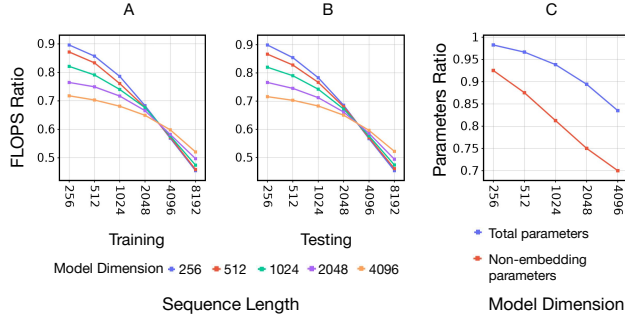 A
B
C
FLOPS Ratio
0.9
0.8
0.7
0.6
0.5
256
512
1024
2048
4096
8192
Training
0.9
0.8
0.7
0.6
0.5
256
512
1024
2048
4096
8192
Testing
Model Dimension 256 512 1024 2048 4096
Sequence Length
Parameters Ratio
1
0.95
0.9
0.85
0.8
0.75
0.7
256
512
1024
2048
4096
Total parameters
Non-embedding
parameters
Model Dimension